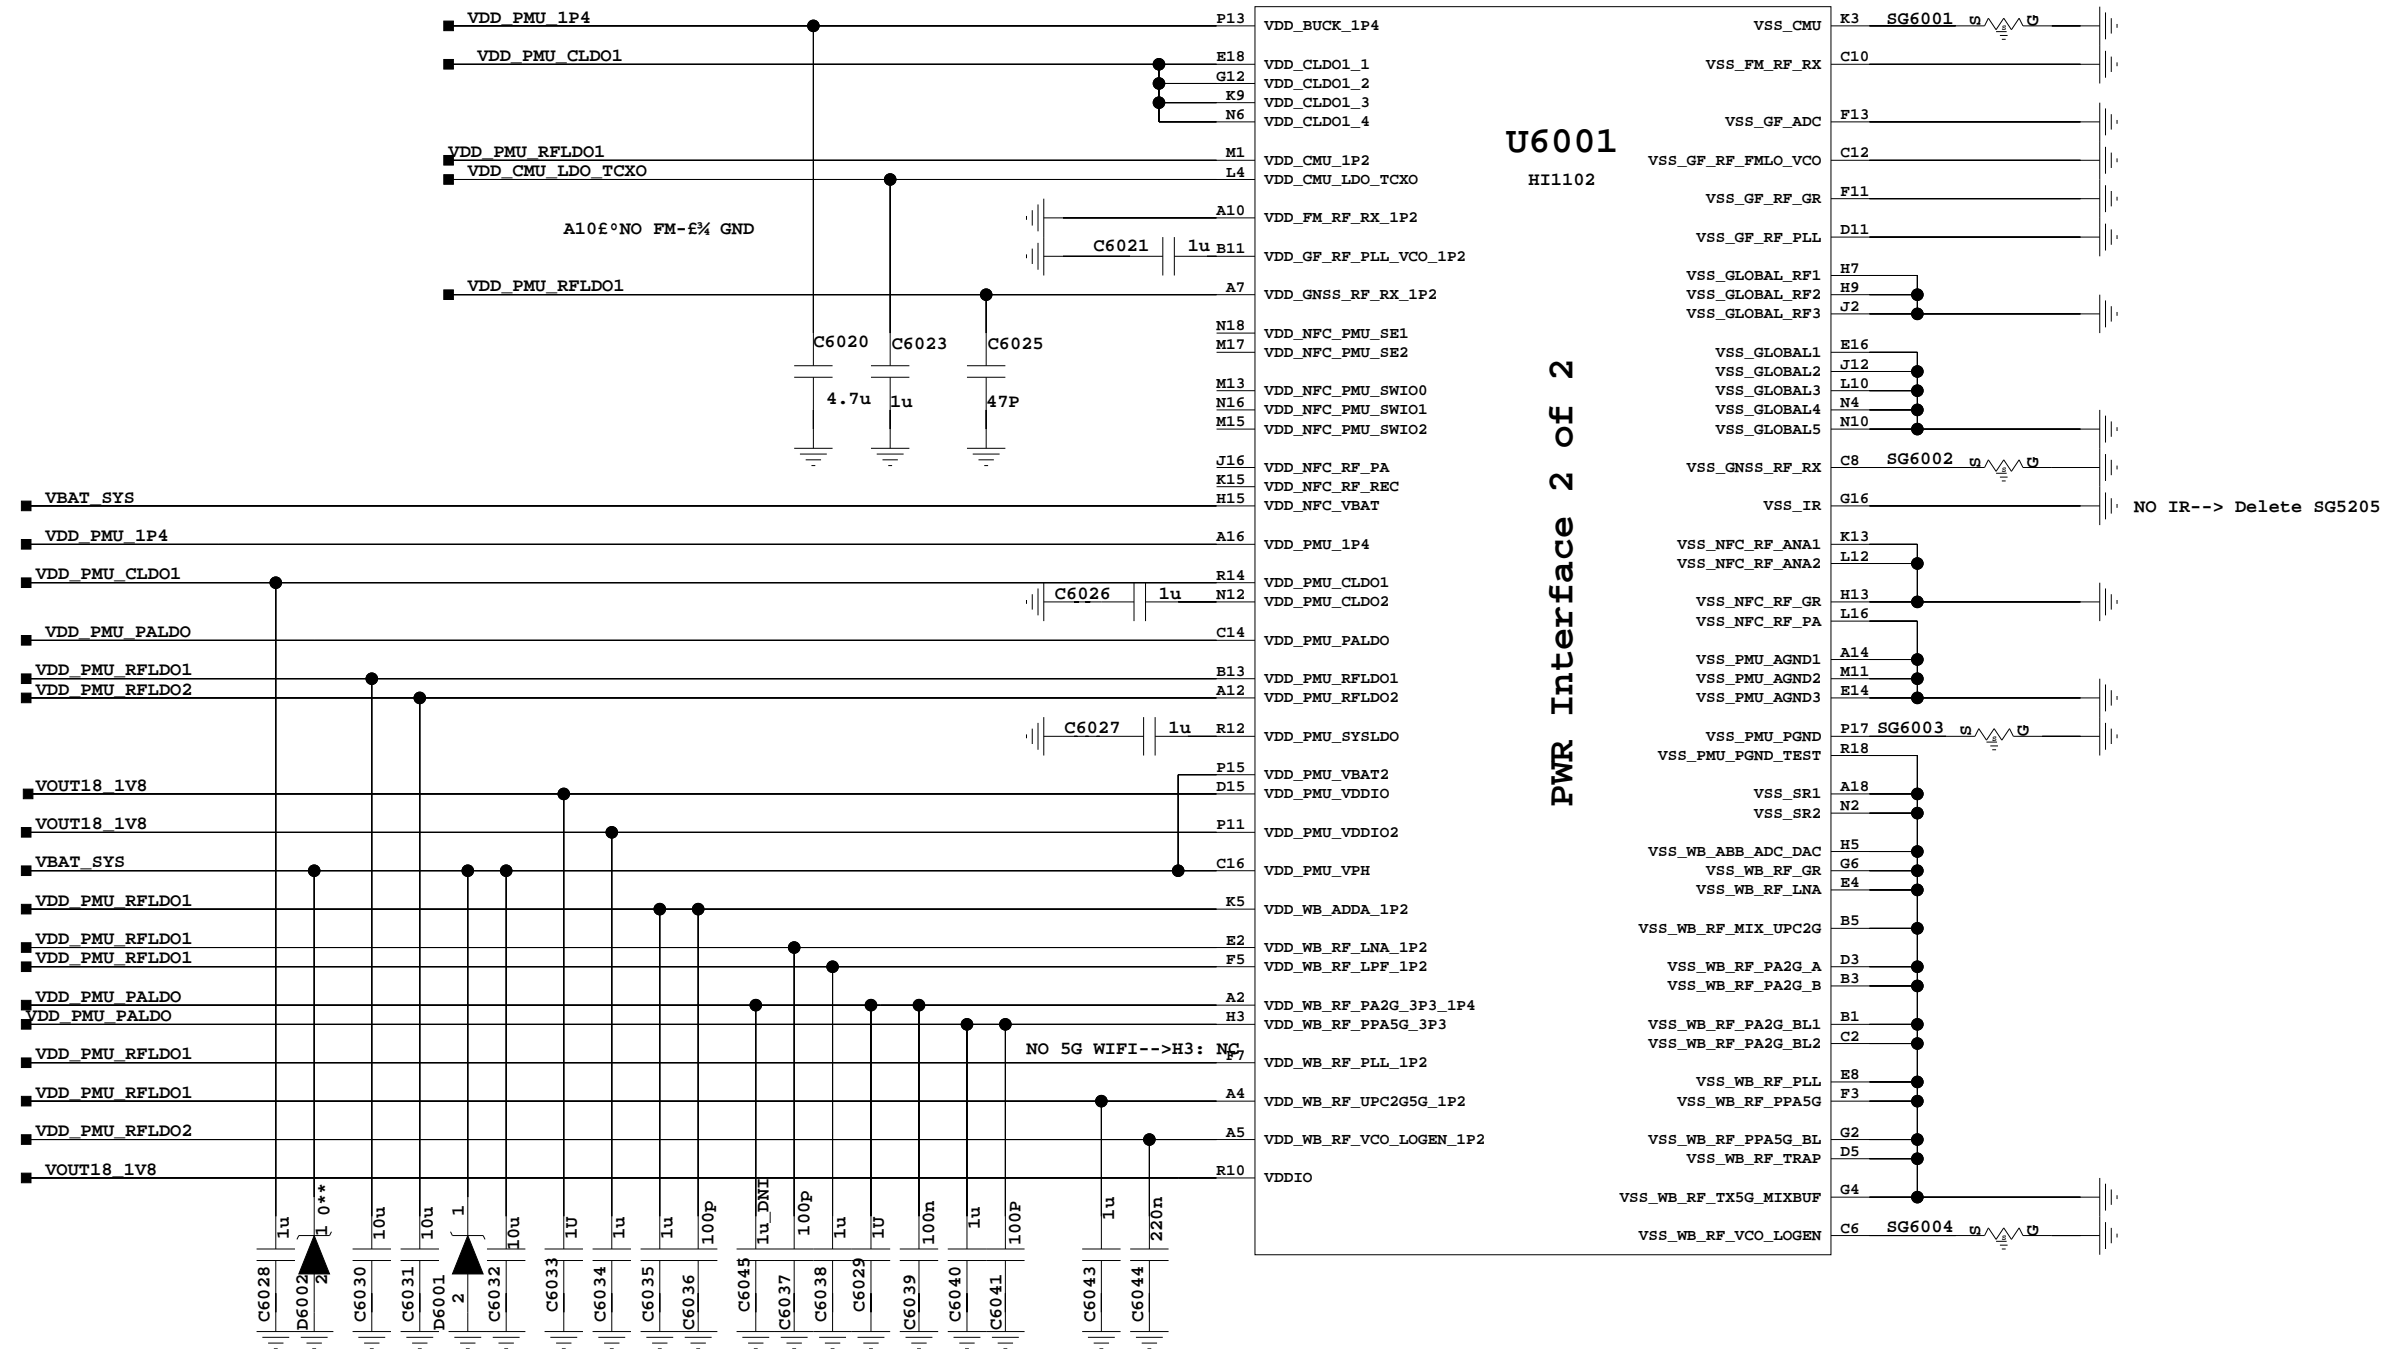 VDD_PMU_1P4 P13 VDD_BUCK_1P4 VSS_CMU K3 SG6001 S G
VDD_PMU_CLDO1 E18 VDD_CLDO1_1 VSS_FM_RF_RX C10
G12 VDD_CLDO1_2
K9 VDD_CLDO1_3
N6 VDD_CLDO1_4 VSS_GF_ADC F13
U6001
VDD_PMU_RFLDO1 M1 VDD_CMU_1P2 VSS_GF_RF_FMLO_VCO C12
VDD_CMU_LDO_TCXO L4 VDD_CMU_LDO_TCXO HI1102
VSS_GF_RF_GR F11
A10 VDD_FM_RF_RX_1P2
A10£ºNO FM-£¾ GND
VSS_GF_RF_PLL D11
C6021 1u B11 VDD_GF_RF_PLL_VCO_1P2
VSS_GLOBAL_RF1 H7
VDD_PMU_RFLDO1 A7 VDD_GNSS_RF_RX_1P2 VSS_GLOBAL_RF2 H9
VSS_GLOBAL_RF3 J2
N18 VDD_NFC_PMU_SE1
C6020 C6023 C6025
M17 VDD_NFC_PMU_SE2 VSS_GLOBAL1 E16
VSS_GLOBAL2 J12
M13 VDD_NFC_PMU_SWIO0 VSS_GLOBAL3 L10
4.7u 1u 47P
N16 VDD_NFC_PMU_SWIO1 VSS_GLOBAL4 N4
M15 VDD_NFC_PMU_SWIO2 VSS_GLOBAL5 N10
PWR Interface 2 of 2
J16 VDD_NFC_RF_PA VSS_GNSS_RF_RX C8 SG6002 S G
K15 VDD_NFC_RF_REC
VBAT_SYS H15 VDD_NFC_VBAT VSS_IR G16 NO IR--> Delete SG5205
VDD_PMU_1P4 A16 VDD_PMU_1P4 VSS_NFC_RF_ANA1 K13
VSS_NFC_RF_ANA2 L12
VDD_PMU_CLDO1 R14 VDD_PMU_CLDO1
C6026 1u N12 VDD_PMU_CLDO2 VSS_NFC_RF_GR H13
VSS_NFC_RF_PA L16
VDD_PMU_PALDO C14 VDD_PMU_PALDO
VSS_PMU_AGND1 A14
VDD_PMU_RFLDO1 B13 VDD_PMU_RFLDO1 VSS_PMU_AGND2 M11
VDD_PMU_RFLDO2 A12 VDD_PMU_RFLDO2 VSS_PMU_AGND3 E14
C6027 1u R12 VDD_PMU_SYSLDO VSS_PMU_PGND P17 SG6003 S G
VSS_PMU_PGND_TEST R18
P15 VDD_PMU_VBAT2
VOUT18_1V8 D15 VDD_PMU_VDDIO VSS_SR1 A18
VSS_SR2 N2
VOUT18_1V8 P11 VDD_PMU_VDDIO2
VSS_WB_ABB_ADC_DAC H5
VBAT_SYS C16 VDD_PMU_VPH VSS_WB_RF_GR G6
VSS_WB_RF_LNA E4
VDD_PMU_RFLDO1 K5 VDD_WB_ADDA_1P2
VSS_WB_RF_MIX_UPC2G B5
VDD_PMU_RFLDO1 E2 VDD_WB_RF_LNA_1P2
VDD_PMU_RFLDO1 F5 VDD_WB_RF_LPF_1P2 VSS_WB_RF_PA2G_A D3
VSS_WB_RF_PA2G_B B3
VDD_PMU_PALDO A2 VDD_WB_RF_PA2G_3P3_1P4
VDD_PMU_PALDO H3 VDD_WB_RF_PPA5G_3P3 VSS_WB_RF_PA2G_BL1 B1
VSS_WB_RF_PA2G_BL2 C2
NO 5G WIFI-->H3: NC
VDD_PMU_RFLDO1 F7 VDD_WB_RF_PLL_1P2
VSS_WB_RF_PLL E8
VDD_PMU_RFLDO1 A4 VDD_WB_RF_UPC2G5G_1P2 VSS_WB_RF_PPA5G F3
VDD_PMU_RFLDO2 A5 VDD_WB_RF_VCO_LOGEN_1P2 VSS_WB_RF_PPA5G_BL G2
VSS_WB_RF_TRAP D5
VOUT18_1V8 R10 VDDIO
VSS_WB_RF_TX5G_MIXBUF G4
VSS_WB_RF_VCO_LOGEN C6 SG6004 S G
1u 1 0** 10u 10u 1 10u 1U 1u 1u 100p 1u_DNI 100p 1u 1U 100n 1u 100P 1u 220n
C6028 D6002 2 C6030 C6031 D6001 2 C6032 C6033 C6034 C6035 C6036 C6045 C6037 C6038 C6029 C6039 C6040 C6041 C6043 C6044